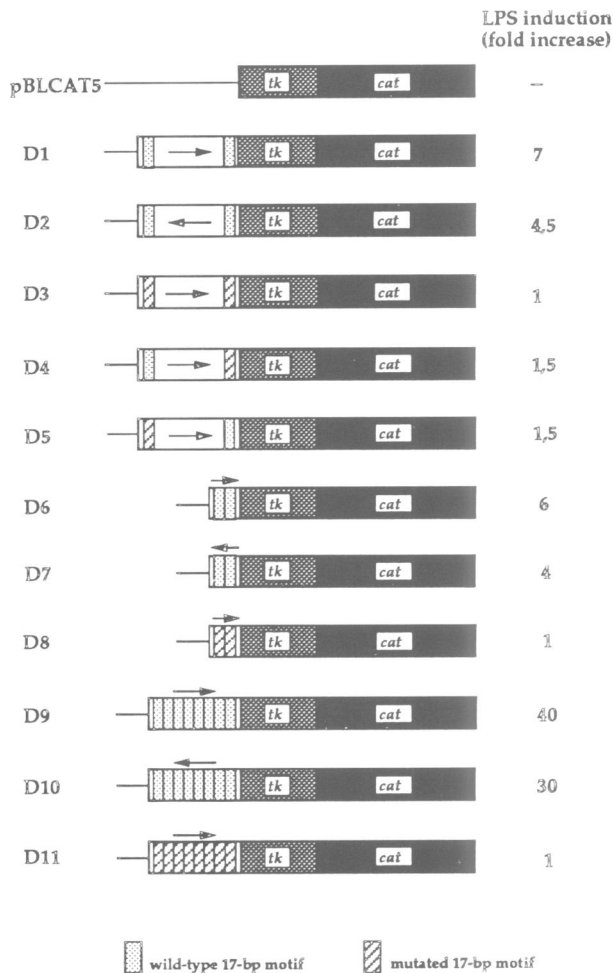 LPS induction
(fold increase)
pBLCAT5 tk cat –
D1 tk cat 7
D2 tk cat 4,5
D3 tk cat 1
D4 tk cat 1,5
D5 tk cat 1,5
D6 tk cat 6
D7 tk cat 4
D8 tk cat 1
D9 tk cat 40
D10 tk cat 30
D11 tk cat 1
wild-type 17-bp motif mutated 17-bp motif